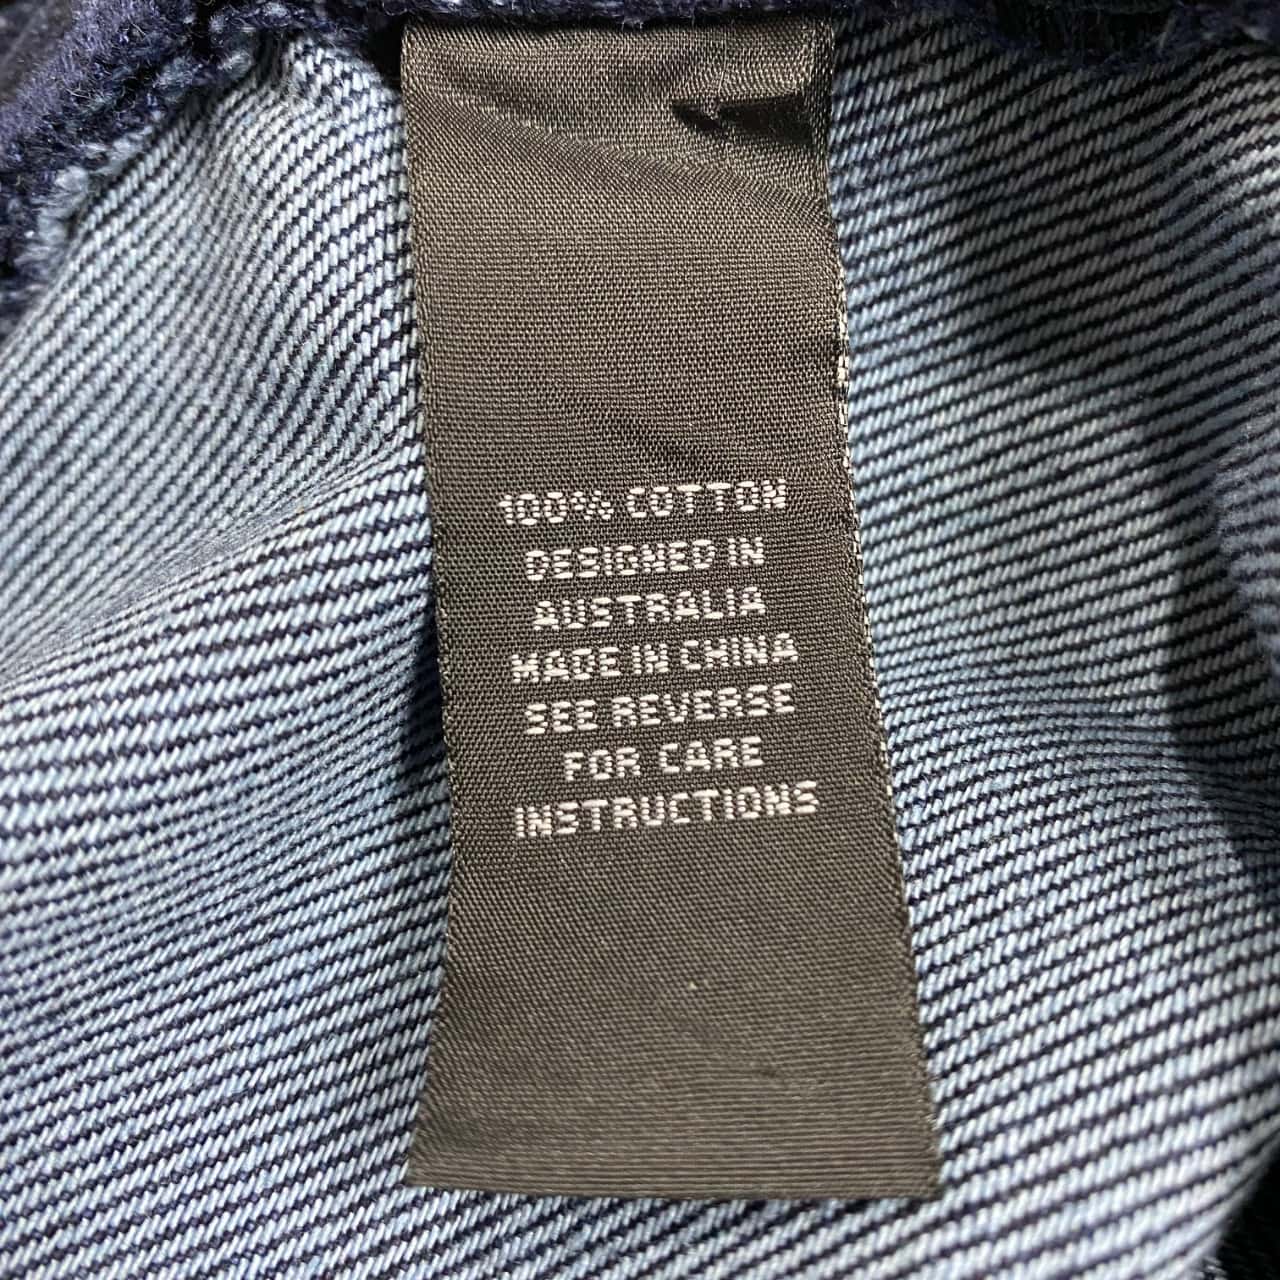 100% COTTON
DESIGNED IN
AUSTRALIA
MADE IN CHINA
SEE REVERSE
FOR CARE
INSTRUCTIONS